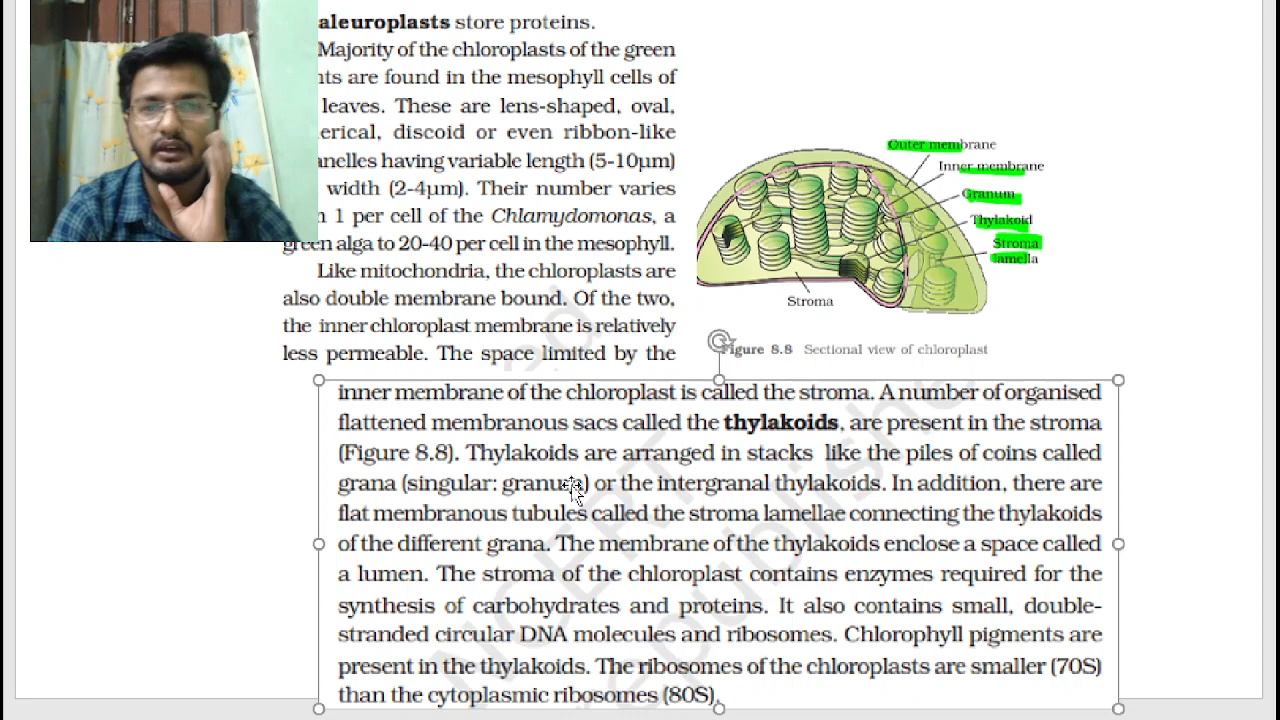 aleuroplasts store proteins.
Majority of the chloroplasts of the green
are found in the mesophyll cells of
leaves. These are lens-shaped, oval,
discoid or even ribbon-like
having variable length (5-10μm)
width (2-4μm). Their number varies
1 per cell of the Chlamydomonas, a
green alga to 20-40 per cell in the mesophyll.
Like mitochondria, the chloroplasts are
also double membrane bound. Of the two,
the inner chloroplast membrane is relatively
less permeable. The space limited by the
Outer membrane
Inner membrane
Granum
Thylakoid
Stroma
lamella
Stroma
Figure 8.8 Sectional view of chloroplast
inner membrane of the chloroplast is called the stroma. A number of organised
flattened membranous sacs called the thylakoids, are present in the stroma
(Figure 8.8). Thylakoids are arranged in stacks like the piles of coins called
grana (singular: granum) or the intergranal thylakoids. In addition, there are
flat membranous tubules called the stroma lamellae connecting the thylakoids
of the different grana. The membrane of the thylakoids enclose a space called
a lumen. The stroma of the chloroplast contains enzymes required for the
synthesis of carbohydrates and proteins. It also contains small, double-
stranded circular DNA molecules and ribosomes. Chlorophyll pigments are
present in the thylakoids. The ribosomes of the chloroplasts are smaller (70S)
than the cytoplasmic ribosomes (80S).
NCERT